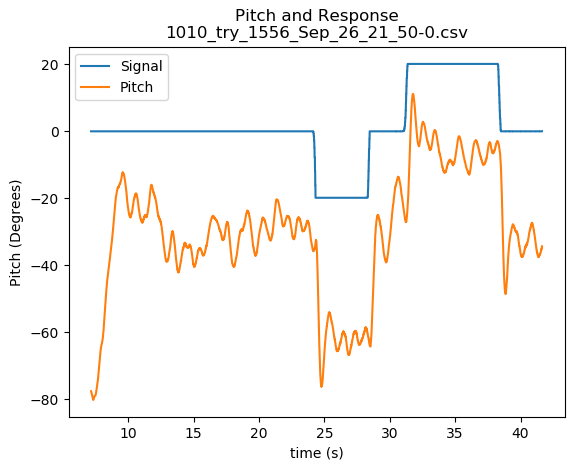 Pitch and Response
1010_try_1556_Sep_26_21_50-0.csv
Signal
Pitch
20
0
−20
−40
−60
−80
Pitch (Degrees)
10
15
20
25
30
35
40
time (s)